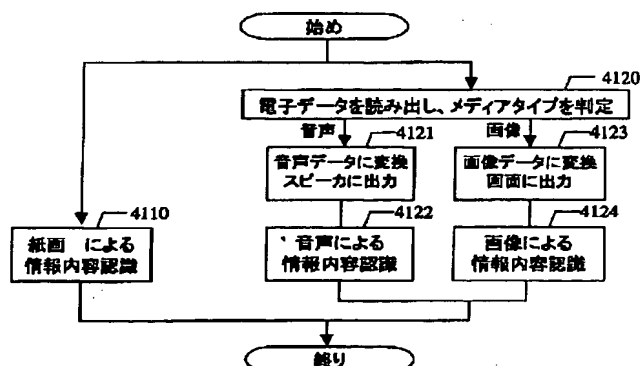 始め
4120
電子データを読み出し、メディアタイプを判定
音声
4121
画像
4123
音声データに変換
スピーカに出力
画像データに変換
画面に出力
4110
紙画 による
情報内容認識
4122
音声による
情報内容認識
4124
画像による
情報内容認識
終り